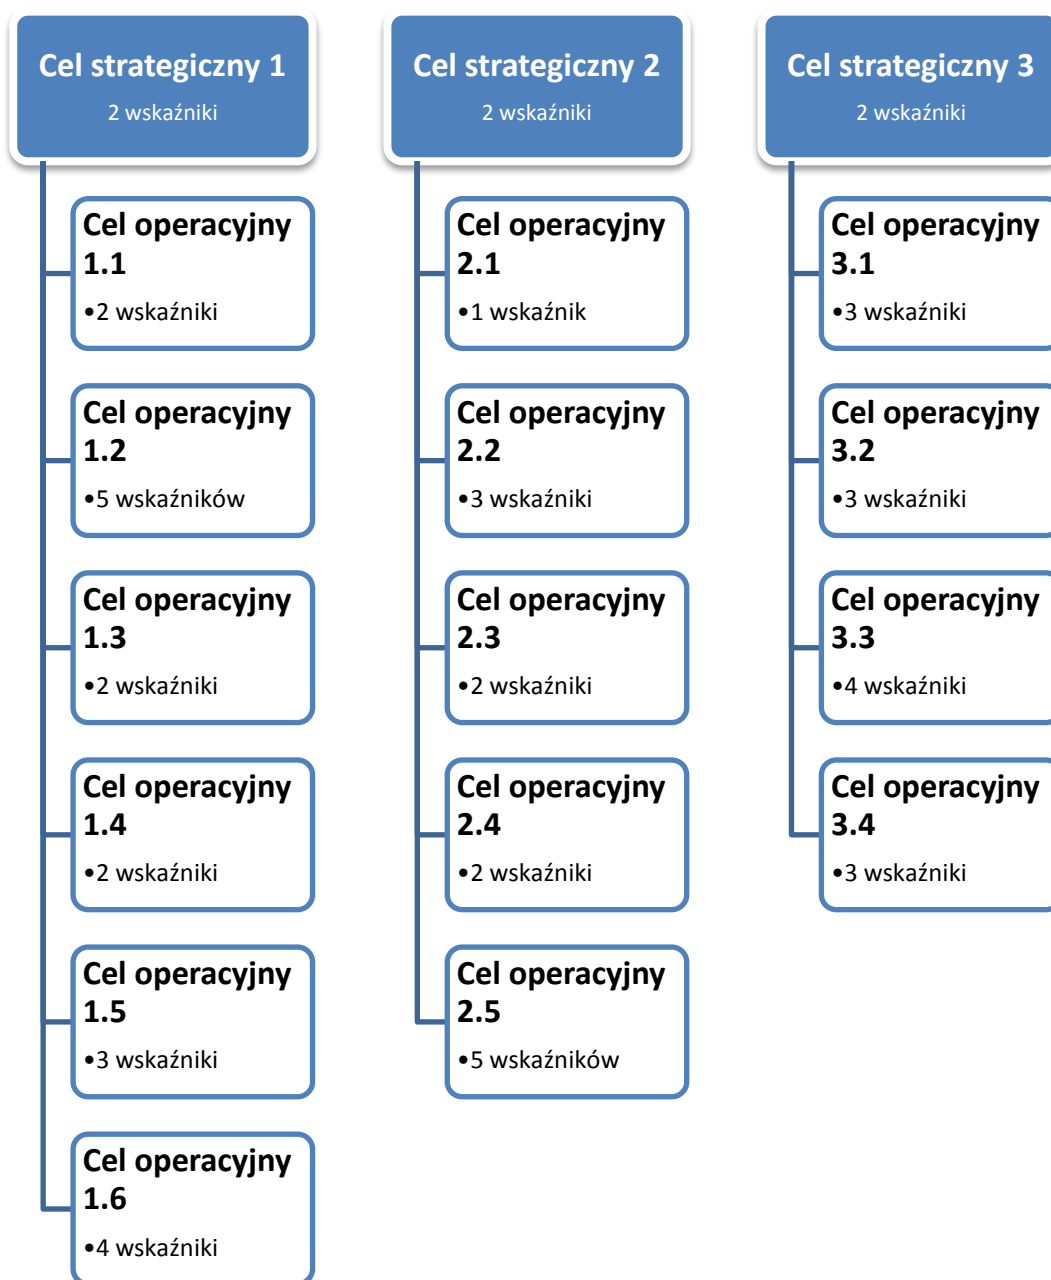 Cel strategiczny 1
2 wskaźniki
Cel operacyjny
1.1
•2 wskaźniki
Cel operacyjny
1.2
•5 wskaźników
Cel operacyjny
1.3
•2 wskaźniki
Cel operacyjny
1.4
•2 wskaźniki
Cel operacyjny
1.5
•3 wskaźniki
Cel operacyjny
1.6
•4 wskaźniki
Cel strategiczny 2
2 wskaźniki
Cel operacyjny
2.1
•1 wskaźnik
Cel operacyjny
2.2
•3 wskaźniki
Cel operacyjny
2.3
•2 wskaźniki
Cel operacyjny
2.4
•2 wskaźniki
Cel operacyjny
2.5
•5 wskaźników
Cel strategiczny 3
2 wskaźniki
Cel operacyjny
3.1
•3 wskaźniki
Cel operacyjny
3.2
•3 wskaźniki
Cel operacyjny
3.3
•4 wskaźniki
Cel operacyjny
3.4
•3 wskaźniki